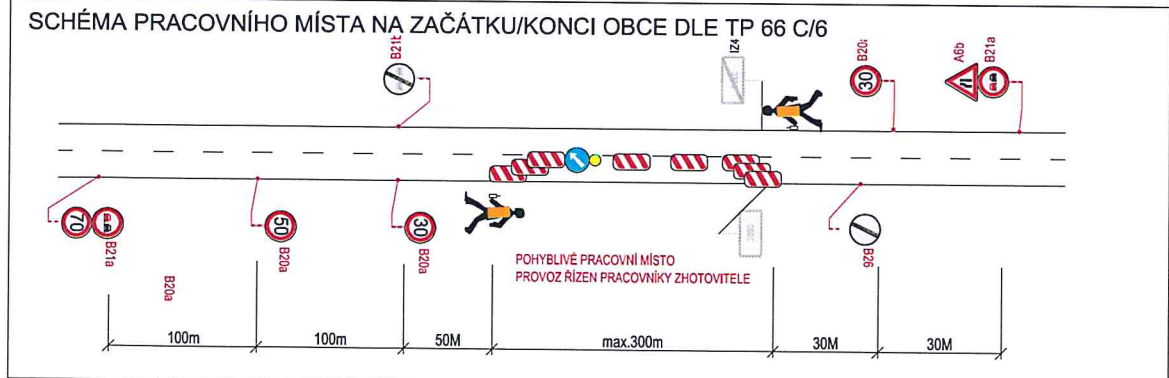 SCHÉMA PRACOVNÍHO MÍSTA NA ZAČÁTKU/KONCI OBCE DLE TP 66 C/6
B21b
IZ4
B20a
30
A6b
B21a
70
B21a
B20a
50
B20a
30
B20a
OBEC
B26
POHYBLIVÉ PRACOVNÍ MÍSTO
PROVOZ ŘÍZEN PRACOVNÍKY ZHOTOVITELE
100m
100m
50M
max.300m
30M
30M